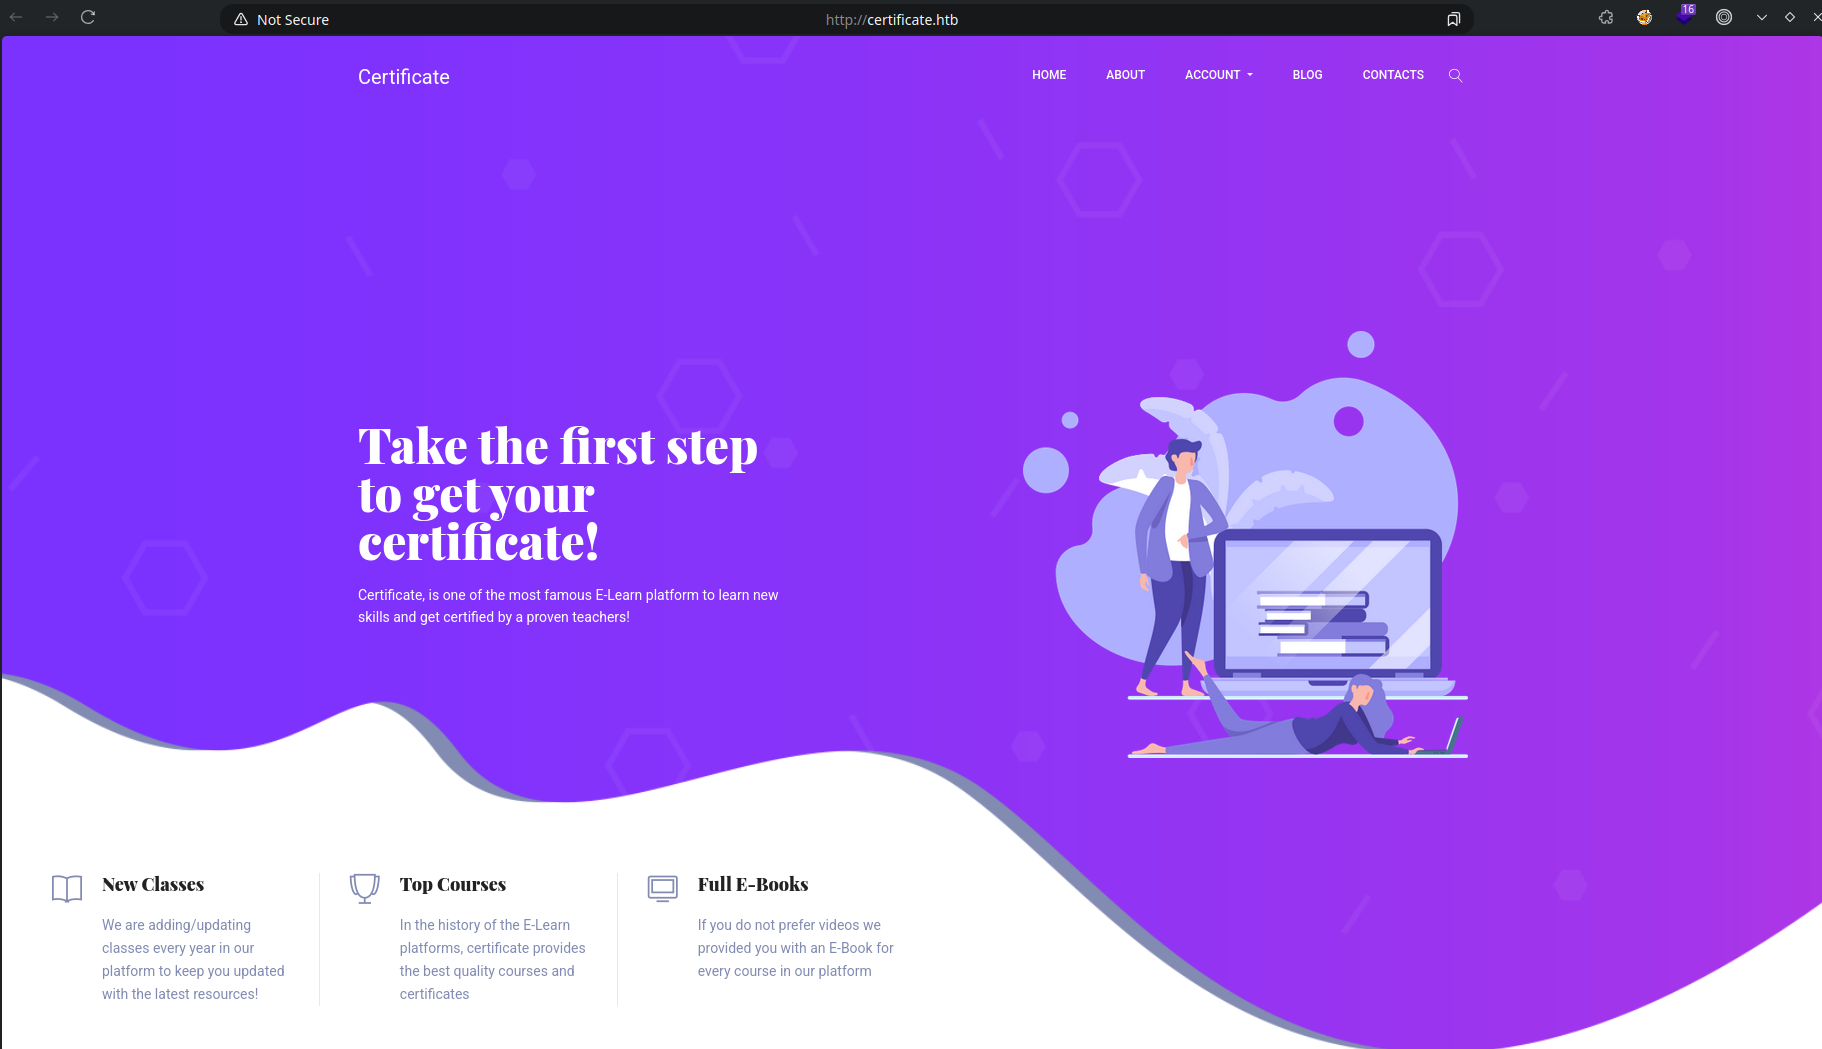 Not Secure
http://certificate.htb
16
Certificate
HOME
ABOUT
ACCOUNT
BLOG
CONTACTS
Take the first step
to get your
certificate!
Certificate, is one of the most famous E-Learn platform to learn new
skills and get certified by a proven teachers!
New Classes
We are adding/updating
classes every year in our
platform to keep you updated
with the latest resources!
Top Courses
In the history of the E-Learn
platforms, certificate provides
the best quality courses and
certificates
Full E-Books
If you do not prefer videos we
provided you with an E-Book for
every course in our platform